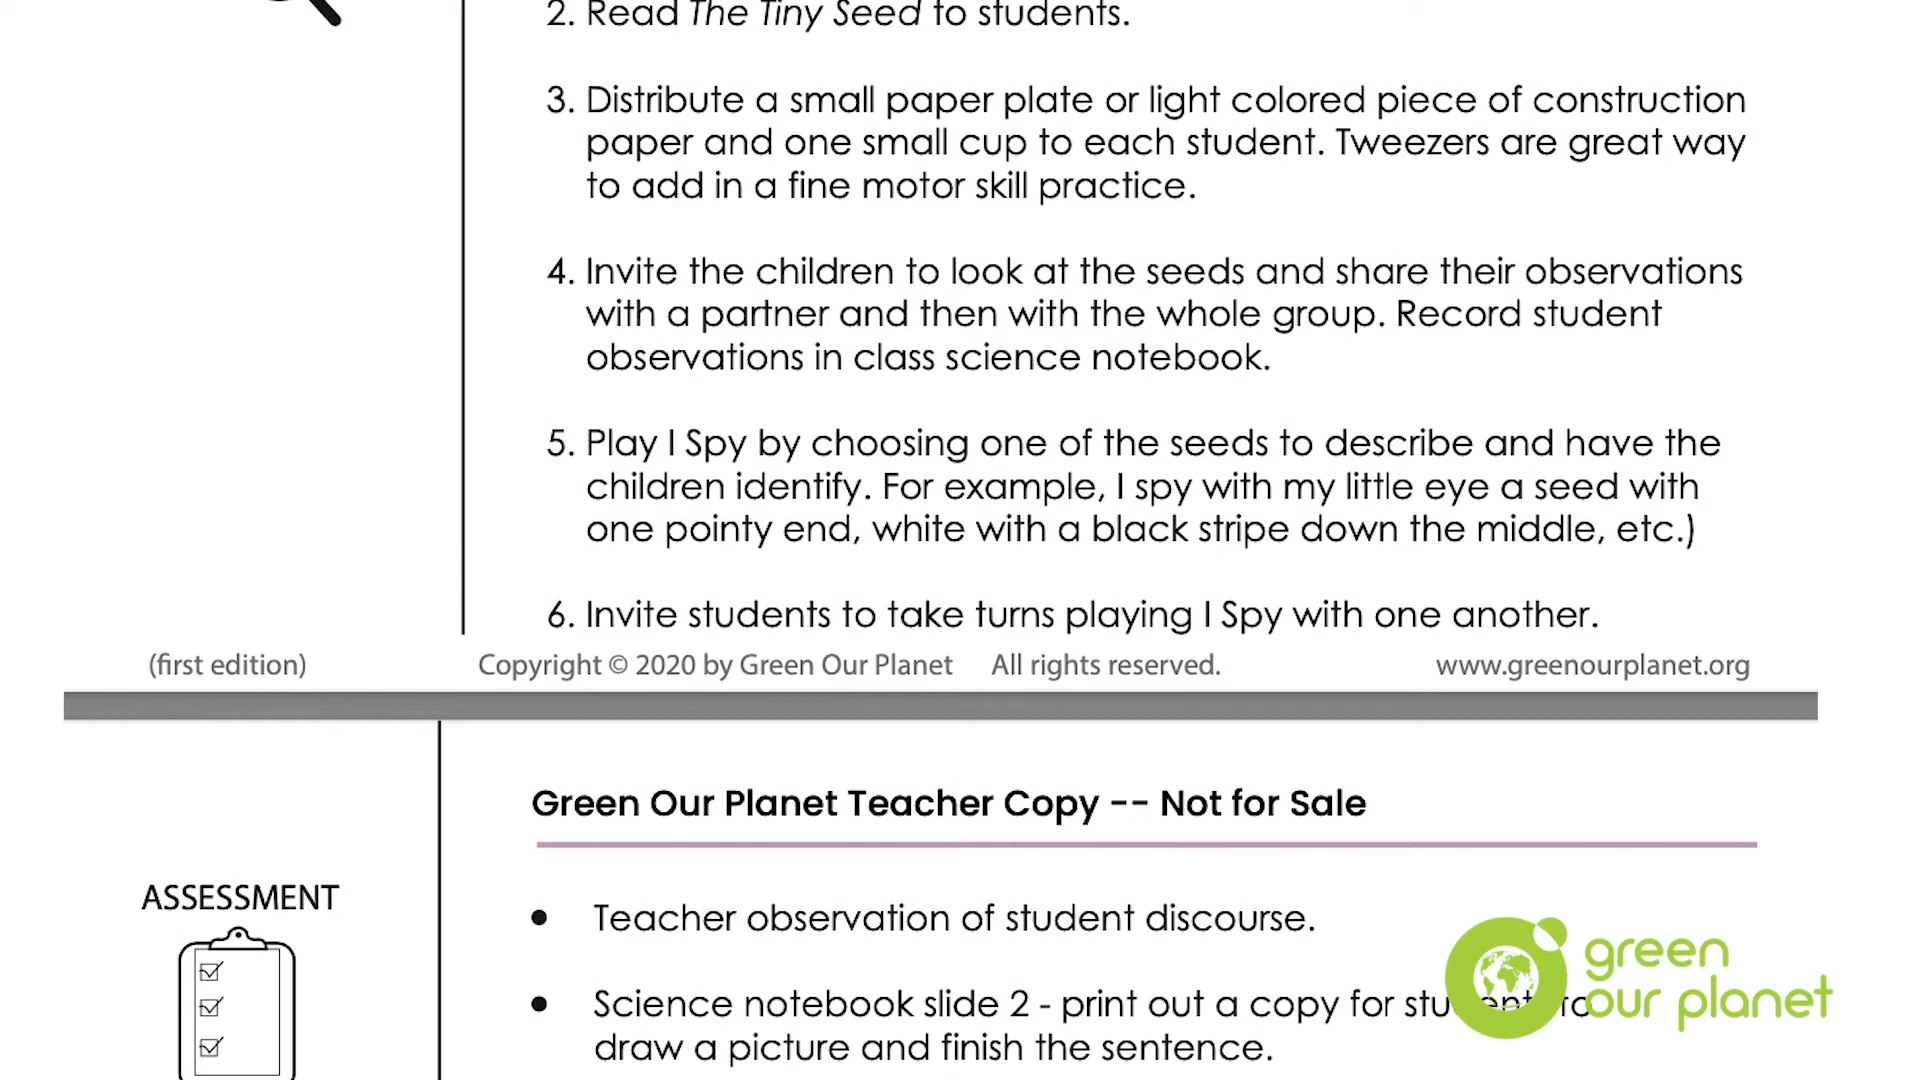 2. Read The Tiny Seed to students.
3. Distribute a small paper plate or light colored piece of construction
paper and one small cup to each student. Tweezers are great way
to add in a fine motor skill practice.
4. Invite the children to look at the seeds and share their observations
with a partner and then with the whole group. Record student
observations in class science notebook.
5. Play I Spy by choosing one of the seeds to describe and have the
children identify. For example, I spy with my little eye a seed with
one pointy end, white with a black stripe down the middle, etc.)
6. Invite students to take turns playing I Spy with one another.
(first edition) Copyright © 2020 by Green Our Planet All rights reserved. www.greenourplanet.org
Green Our Planet Teacher Copy -- Not for Sale
ASSESSMENT
• Teacher observation of student discourse.
• Science notebook slide 2 - print out a copy for
draw a picture and finish the sentence.
green
our planet